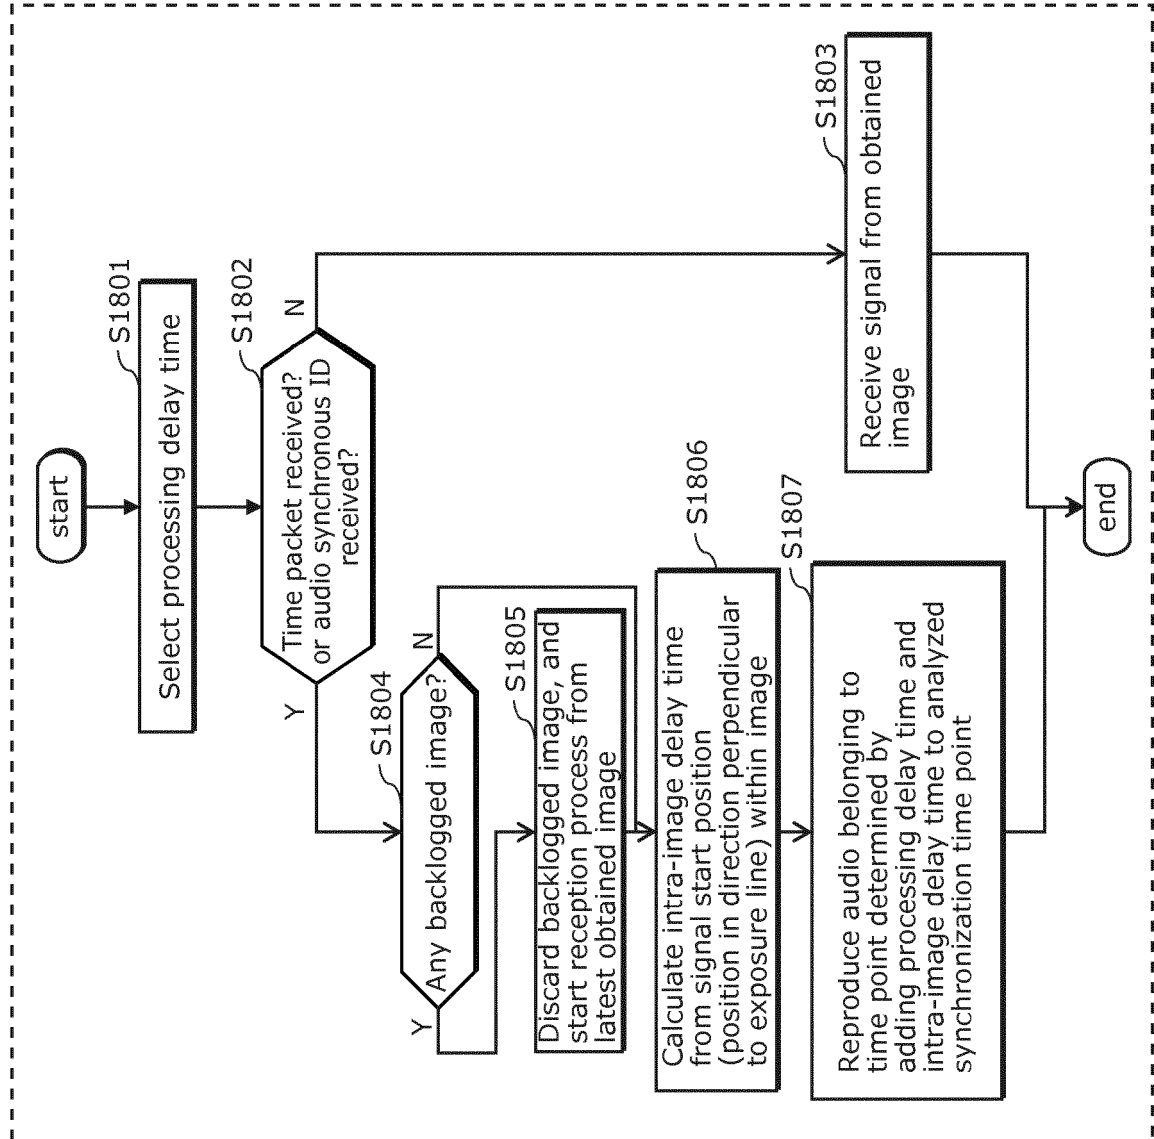 start
S1801
Select processing delay time
S1802
Time packet received?
or audio synchronous ID
received?
Y
N
S1803
Receive signal from obtained
image
S1804
Any backlogged image?
Y
N
S1805
Discard backlogged image, and
start reception process from
latest obtained image
S1806
Calculate intra-image delay time
from signal start position
(position in direction perpendicular
to exposure line) within image
S1807
Reproduce audio belonging to
time point determined by
adding processing delay time and
intra-image delay time to analyzed
synchronization time point
end